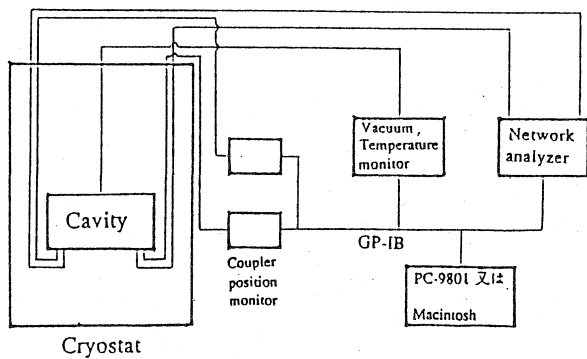 Vacuum,
Temperature
monitor
Network
analyzer
Cavity
Coupler
position
monitor
GP-IB
PC-9801 又は
Macintosh
Cryostat